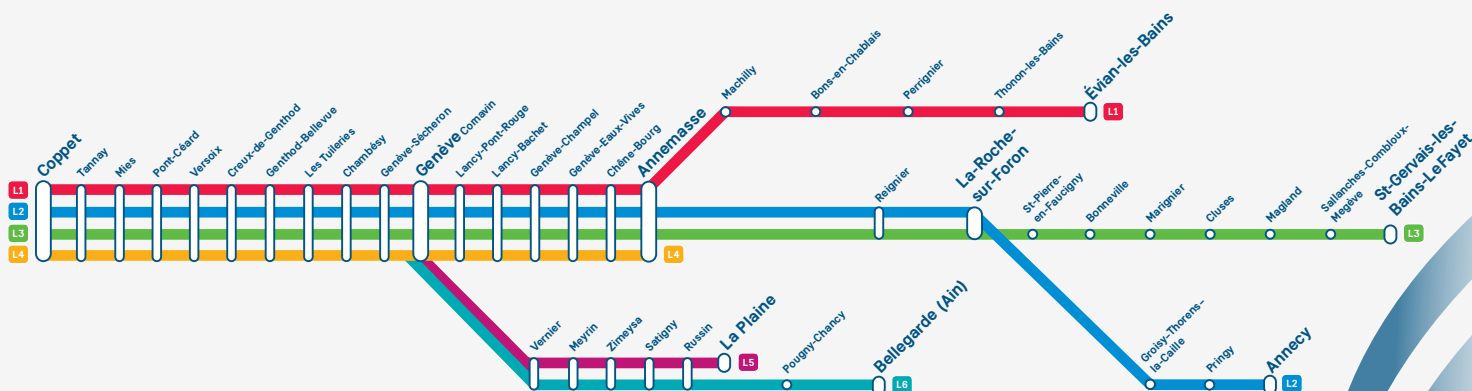 Coppet
Tannay
Mies
Pont-Céard
Versoix
Creux-de-Genthod
Genthod-Bellevue
Les Tuileries
Chambésy
Genève-Sécheron
Genève Cornavin
Lancy-Pont-Rouge
Lancy-Bachet
Genève-Champel
Genève-Eaux-Vives
Chêne-Bourg
Annemasse
Machilly
Bons-en-Chablais
Perrignier
Thonon-les-Bains
Évian-les-Bains
L1
L1
L2
L3
L4
L4
Reignier
La-Roche-
sur-Foron
St-Pierre-
en-Faucigny
Bonneville
Marignier
Cluses
Magland
Sallanches-Combloux-
Megève
St-Gervais-les-
Bains-LeFayet
L3
Vernier
Meyrin
Zimeysa
Satigny
Russin
La Plaine
L5
Pougny-Chancy
Bellegarde (Ain)
L6
Groisy-Thorens-
la-Caille
Pringy
Annecy
L2